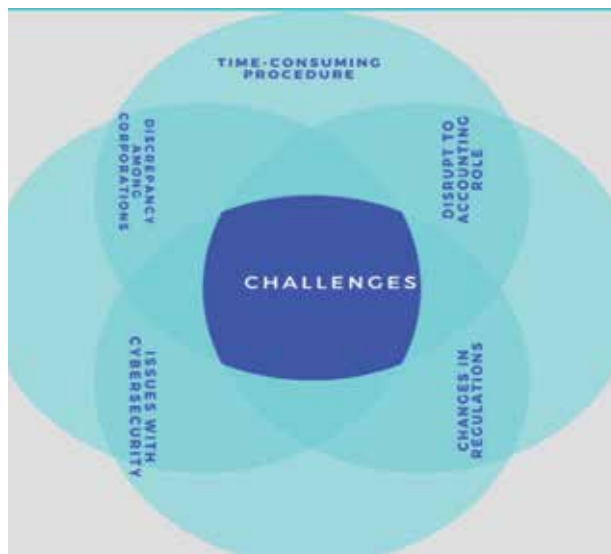 TIME-CONSUMING
PROCEDURE
DISCREPANCY
AMONG
CORPORATIONS
DISRUPT TO
ACCOUNTING
ROLE
CHALLENGES
ISSUES WITH
CYBERSECURITY
CHANGES IN
REGULATIONS